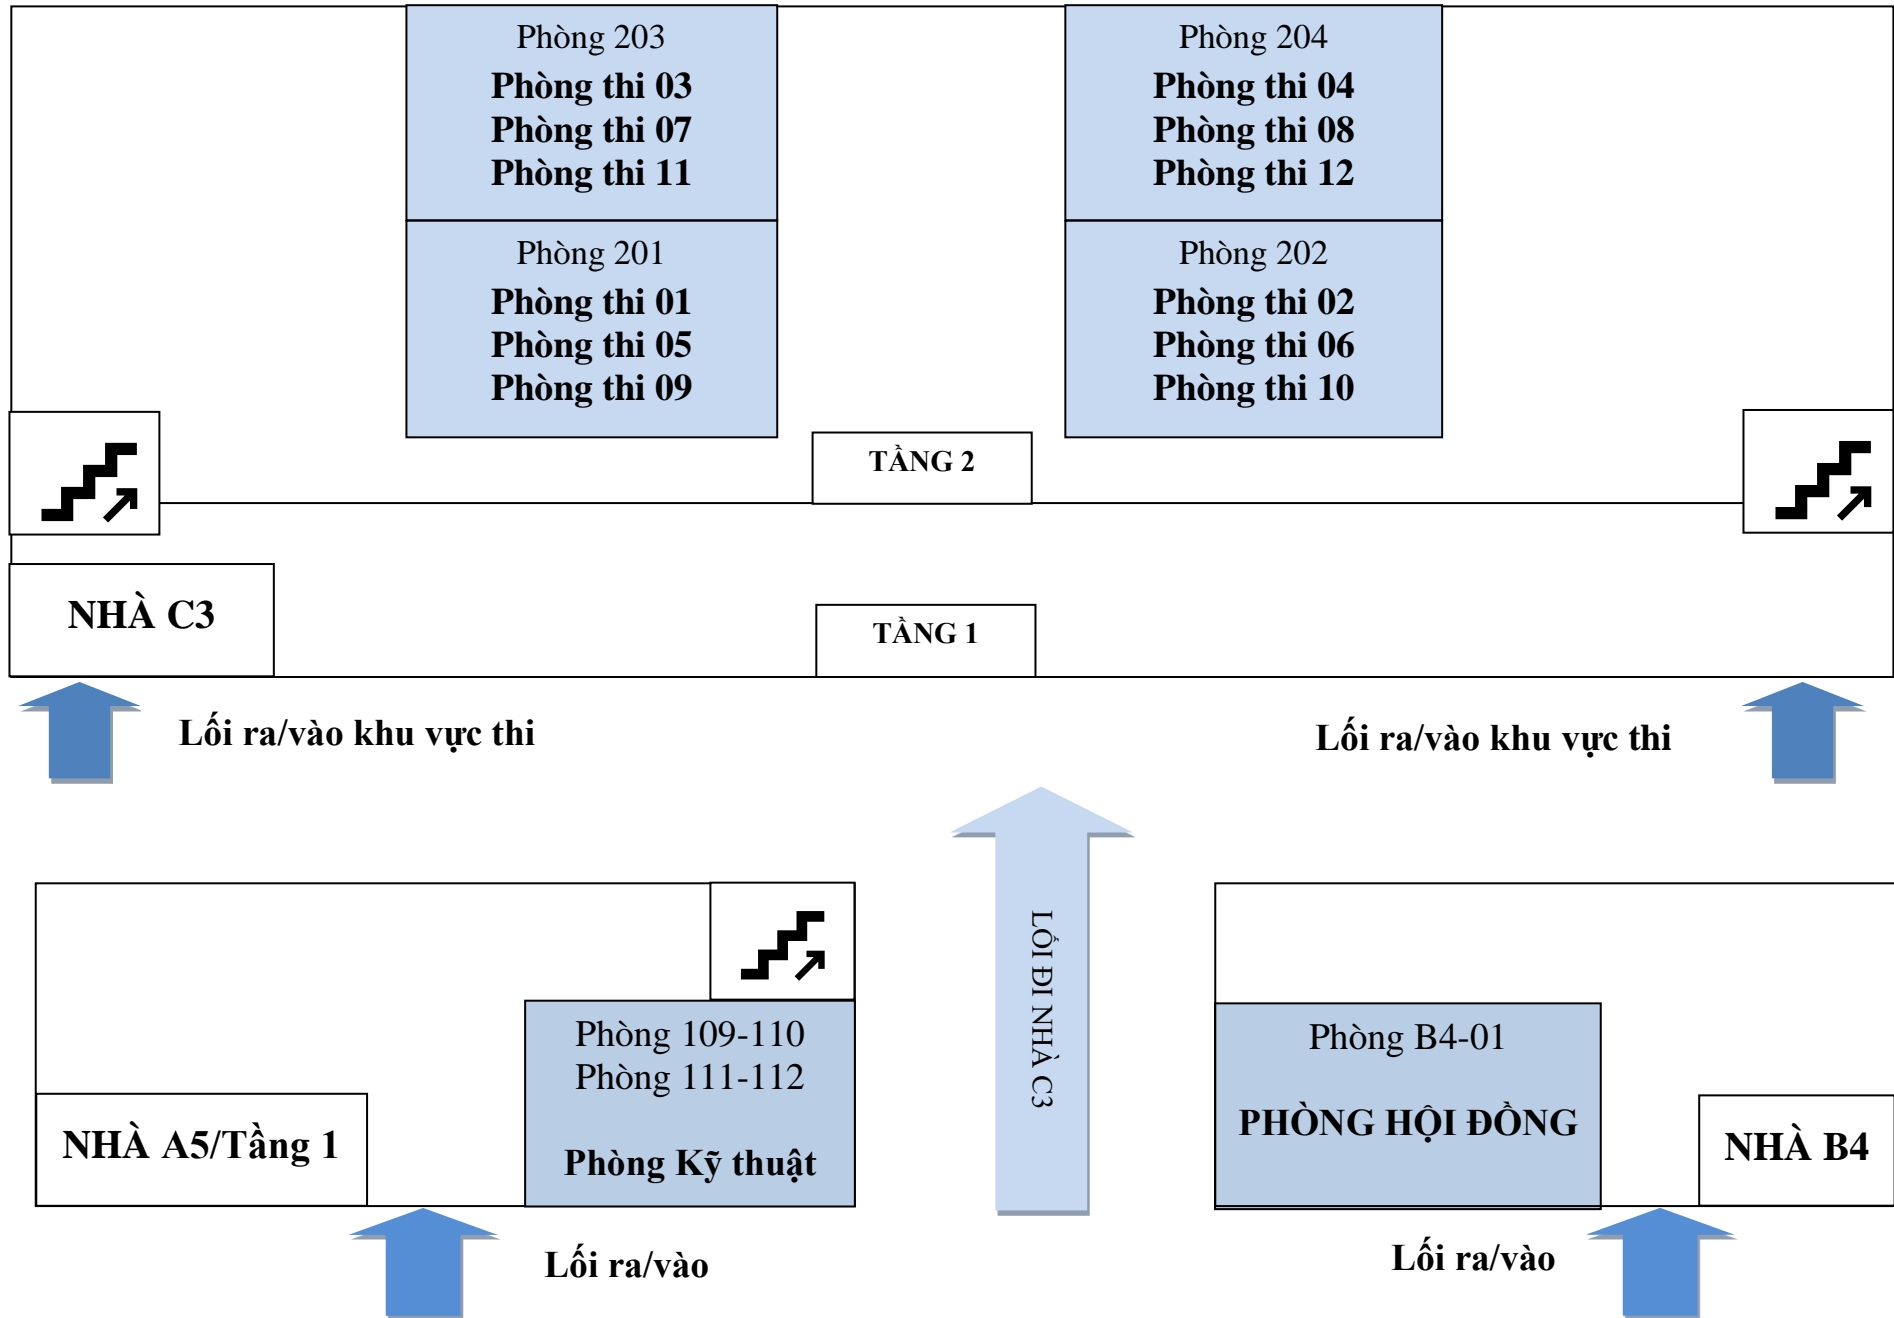 Phòng 203
Phòng thi 03
Phòng thi 07
Phòng thi 11
Phòng 204
Phòng thi 04
Phòng thi 08
Phòng thi 12
Phòng 201
Phòng thi 01
Phòng thi 05
Phòng thi 09
Phòng 202
Phòng thi 02
Phòng thi 06
Phòng thi 10
TẦNG 2
NHÀ C3
TẦNG 1
Lối ra/vào khu vực thi
Lối ra/vào khu vực thi
LỐI ĐI NHÀ C3
Phòng 109-110
Phòng 111-112
Phòng Kỹ thuật
NHÀ A5/Tầng 1
Phòng B4-01
PHÒNG HỘI ĐỒNG
NHÀ B4
Lối ra/vào
Lối ra/vào